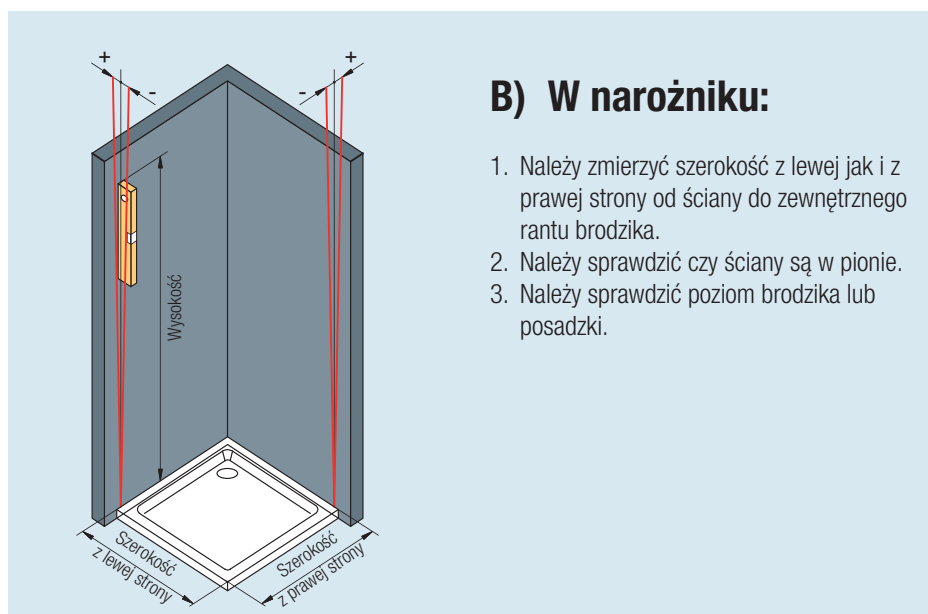 +
-
+
-
B) W narożniku:
1. Należy zmierzyć szerokość z lewej jak i z
prawej strony od ściany do zewnętrznego
rantu brodzika.
2. Należy sprawdzić czy ściany są w pionie.
3. Należy sprawdzić poziom brodzika lub
posadzki.
Wysokość
Szerokość
z lewej strony
Szerokość
z prawej strony